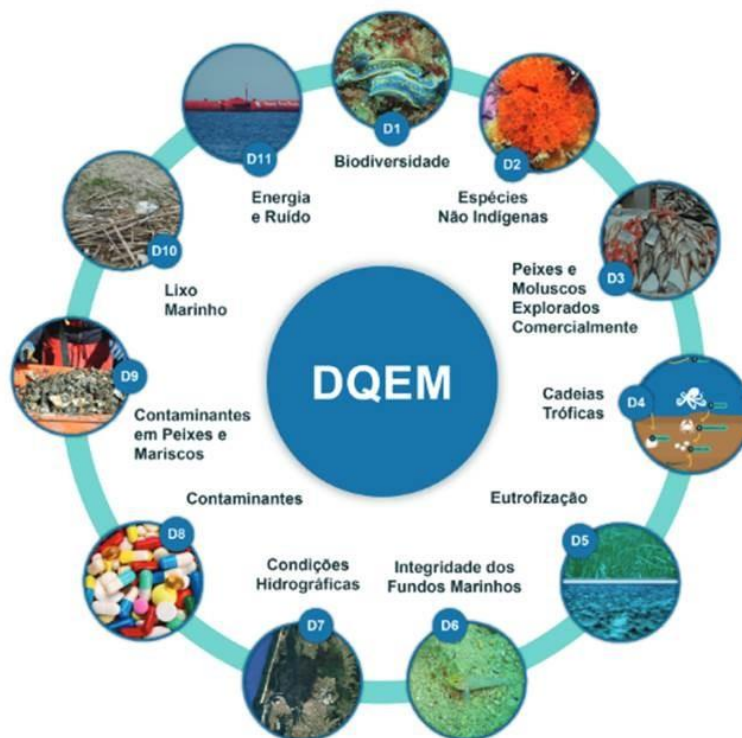 D1
Biodiversidade
D2
Espécies
Não Indígenas
D3
Peixes e
Moluscos
Explorados
Comercialmente
D4
Cadeias
Tróficas
D5
Eutrofização
D6
Integridade dos
Fundos Marinhos
D7
Condições
Hidrográficas
D8
Contaminantes
D9
Contaminantes
em Peixes e
Mariscos
D10
Lixo
Marinho
D11
Energia
e Ruído
DQEM